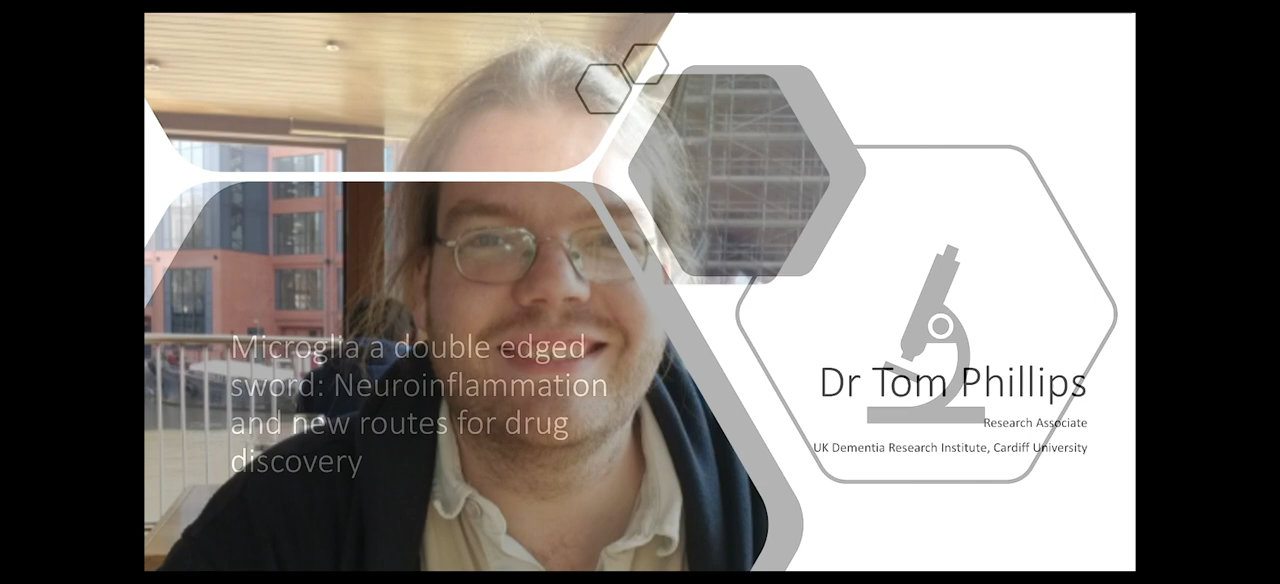 Microglia a double edged
sword: Neuroinflammation
and new routes for drug
discovery
Dr Tom Phillips
Research Associate
UK Dementia Research Institute, Cardiff University